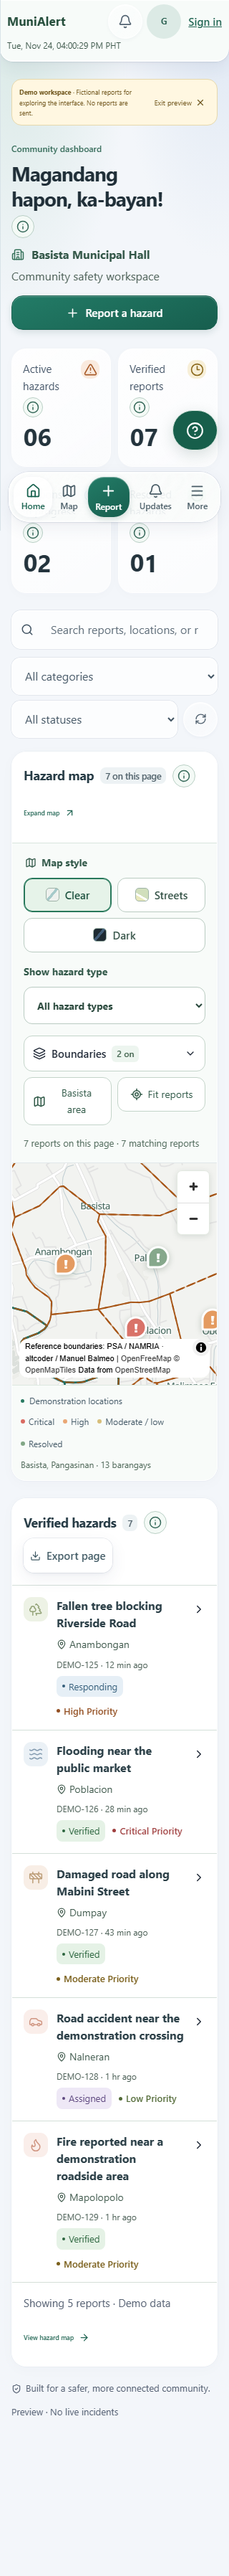 MuniAlert
G
Sign in
Tue, Nov 24, 04:00:29 PM PHT
Demo workspace · Fictional reports for
exploring the interface. No reports are
sent.
Exit preview
Community dashboard
Magandang
hapon, ka-bayan!
Basista Municipal Hall
Community safety workspace
Report a hazard
Active
hazards
06
Verified
reports
07
Home
Map
Report
Updates
More
02
01
Search reports, locations, or r
All categories
All statuses
Hazard map
7 on this page
Expand map
Map style
Clear
Streets
Dark
Show hazard type
All hazard types
Boundaries
2 on
Basista
area
Fit reports
7 reports on this page · 7 matching reports
Basista
Anambongan
Pal
lacion
Reference boundaries: PSA / NAMRIA ·
altcoder / Manuel Balmeo | OpenFreeMap ©
OpenMapTiles Data from OpenStreetMap
Demonstration locations
Critical
High
Moderate / low
Resolved
Basista, Pangasinan · 13 barangays
Verified hazards
7
Export page
Fallen tree blocking
Riverside Road
Anambongan
DEMO-125 · 12 min ago
Responding
High Priority
Flooding near the
public market
Poblacion
DEMO-126 · 28 min ago
Verified
Critical Priority
Damaged road along
Mabini Street
Dumpay
DEMO-127 · 43 min ago
Verified
Moderate Priority
Road accident near the
demonstration crossing
Nalneran
DEMO-128 · 1 hr ago
Assigned
Low Priority
Fire reported near a
demonstration
roadside area
Mapolopolo
DEMO-129 · 1 hr ago
Verified
Moderate Priority
Showing 5 reports · Demo data
View hazard map
Built for a safer, more connected community.
Preview · No live incidents